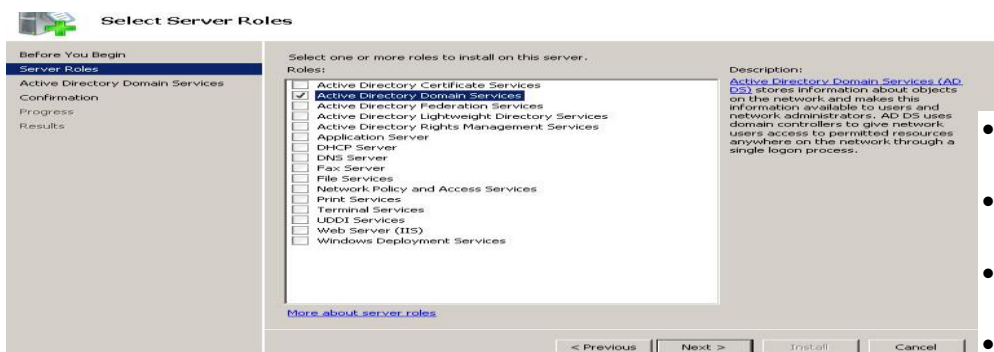 Select Server Roles
Before You Begin
Server Roles
Active Directory Domain Services
Confirmation
Progress
Results
Select one or more roles to install on this server.
Roles:
Active Directory Certificate Services
Active Directory Domain Services
Active Directory Federation Services
Active Directory Lightweight Directory Services
Active Directory Rights Management Services
Application Server
DHCP Server
DNS Server
Fax Server
File Services
Network Policy and Access Services
Print Services
Terminal Services
UDDI Services
Web Server (IIS)
Windows Deployment Services
More about server roles
Description:
Active Directory Domain Services (AD
DS) stores information about objects
on the network and makes this
information available to users and
network administrators. AD DS uses
domain controllers to give network
users access to permitted resources
anywhere on the network through a
single logon process.
< Previous
Next >
Install
Cancel